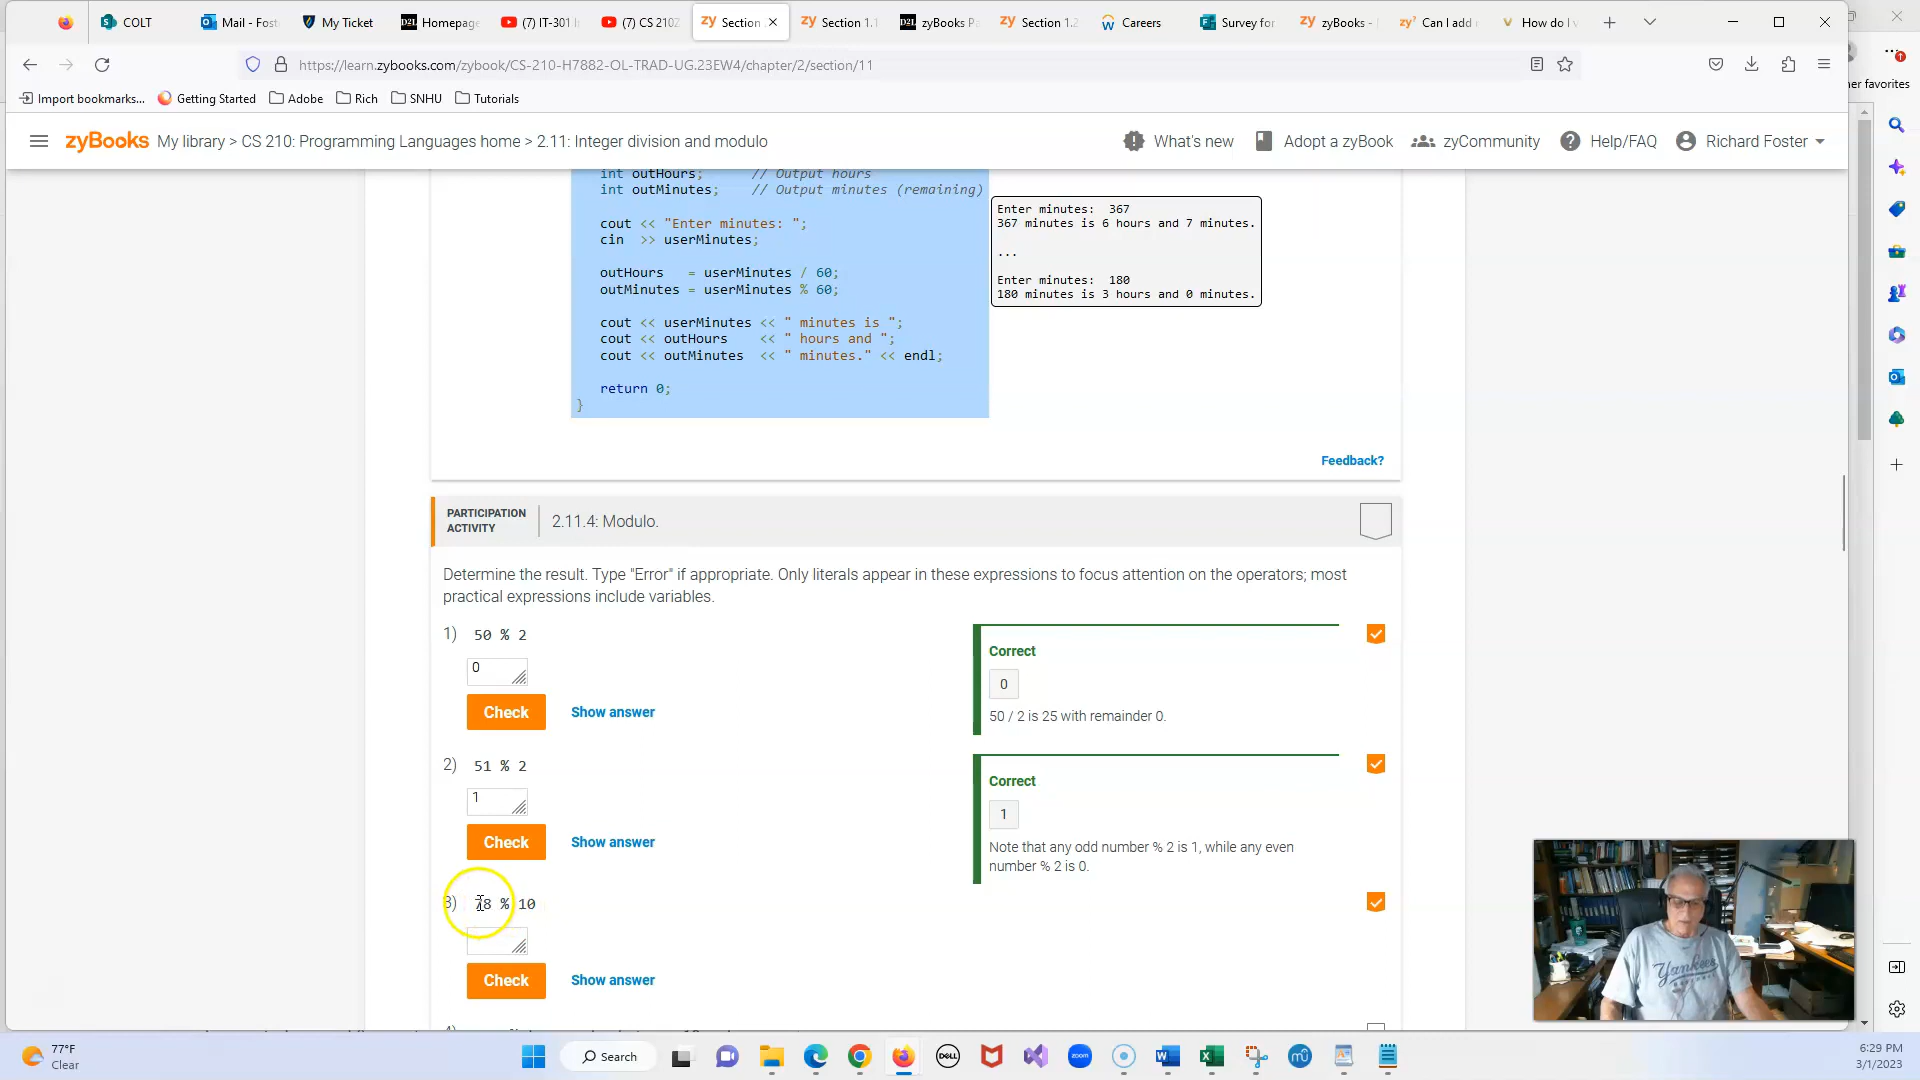 COLT
Mail - Fost
My Ticket
Homepage
(7) IT-301
(7) CS 210
Section
Section 1.1
zyBooks Pa
Section 1.2
Careers
Survey for
zyBooks -
Can I add
How do I
https://learn.zybooks.com/zybook/CS-210-H7882-OL-TRAD-UG.23EW4/chapter/2/section/11
her favorites
Import bookmarks...
Getting Started
Adobe
Rich
SNHU
Tutorials
zyBooks My library > CS 210: Programming Languages home > 2.11: Integer division and modulo
What's new
Adopt a zyBook
zyCommunity
Help/FAQ
Richard Foster
int outHours; // Output hours
int outMinutes; // Output minutes (remaining)
cout << "Enter minutes: ";
cin >> userMinutes;
outHours = userMinutes / 60;
outMinutes = userMinutes % 60;
cout << userMinutes << " minutes is ";
cout << outHours << " hours and ";
cout << outMinutes << " minutes." << endl;
return 0;
}
Enter minutes: 367
367 minutes is 6 hours and 7 minutes.
...
Enter minutes: 180
180 minutes is 3 hours and 0 minutes.
Feedback?
PARTICIPATION
ACTIVITY
2.11.4: Modulo.
Determine the result. Type "Error" if appropriate. Only literals appear in these expressions to focus attention on the operators; most
practical expressions include variables.
1) 50 % 2
0
Check
Show answer
Correct
0
50 / 2 is 25 with remainder 0.
2) 51 % 2
1
Check
Show answer
Correct
1
Note that any odd number % 2 is 1, while any even
number % 2 is 0.
3) 78 % 10
Check
Show answer
Yankees
77°F
Clear
Search
DELL
zoom
6:29 PM
3/1/2023